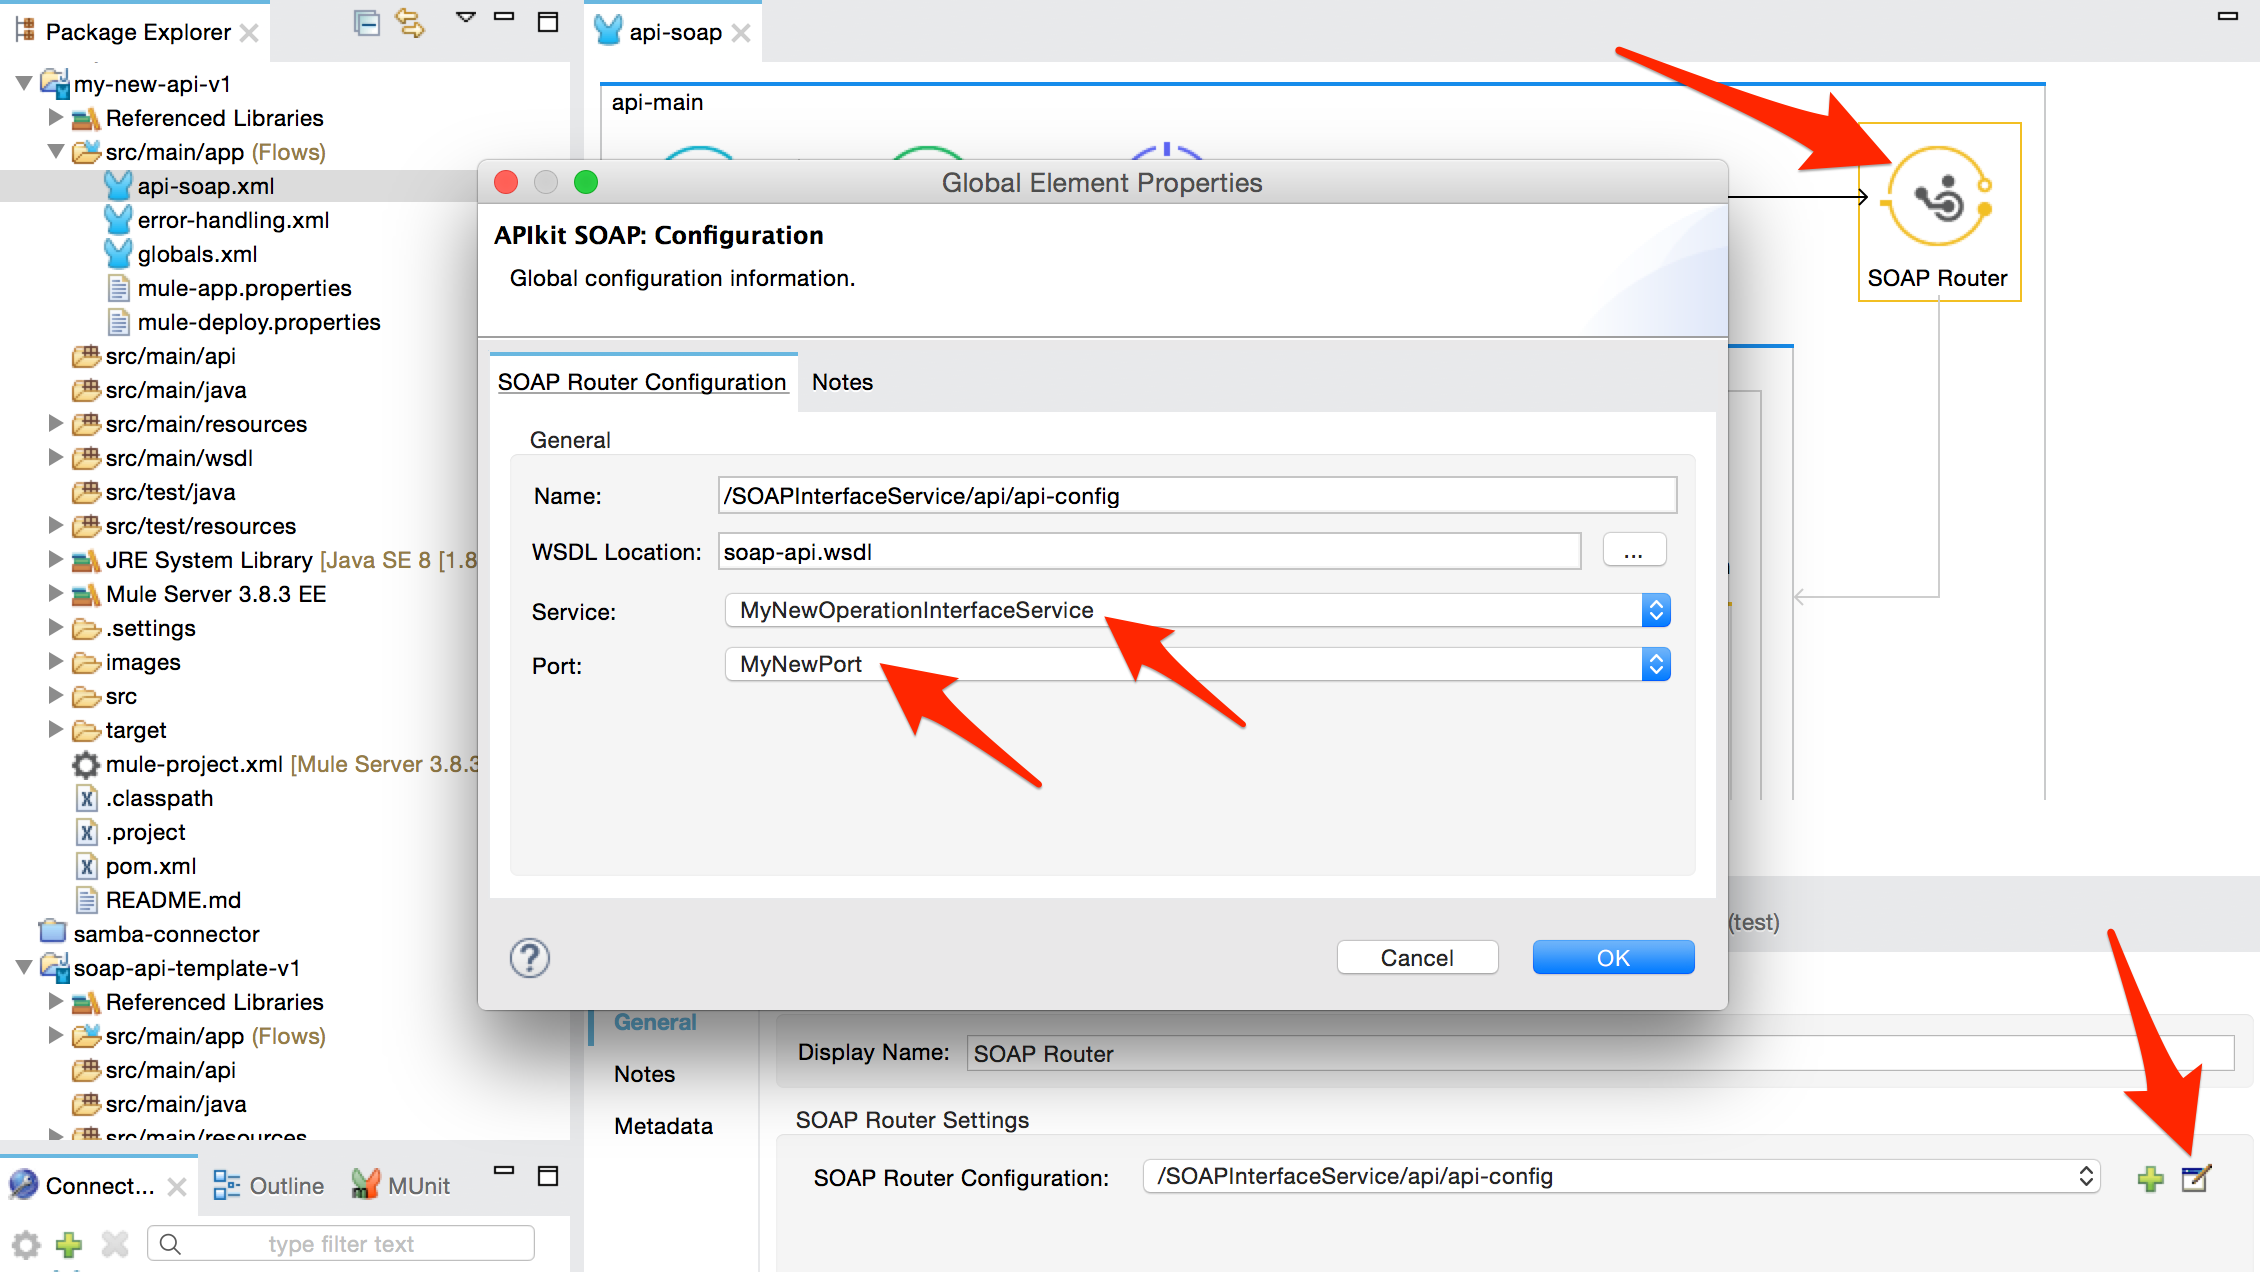 Package Explorer
my-new-api-v1
Referenced Libraries
src/main/app (Flows)
api-soap.xml
error-handling.xml
globals.xml
mule-app.properties
mule-deploy.properties
src/main/api
src/main/java
src/main/resources
src/main/wsdl
src/test/java
src/test/resources
JRE System Library [Java SE 8 [1.8
Mule Server 3.8.3 EE
.settings
images
src
target
mule-project.xml [Mule Server 3.8.3
.classpath
.project
pom.xml
README.md
samba-connector
soap-api-template-v1
Referenced Libraries
src/main/app (Flows)
src/main/api
src/main/java
src/main/resources
Connect...
Outline
MUnit
type filter text
api-soap
api-main
SOAP Router
Global Element Properties
APIkit SOAP: Configuration
Global configuration information.
SOAP Router Configuration
Notes
General
Name: /SOAPInterfaceService/api/api-config
WSDL Location: soap-api.wsdl
...
Service: MyNewOperationInterfaceService
Port: MyNewPort
Cancel
OK
(test)
General
Notes
Metadata
Display Name: SOAP Router
SOAP Router Settings
SOAP Router Configuration: /SOAPInterfaceService/api/api-config